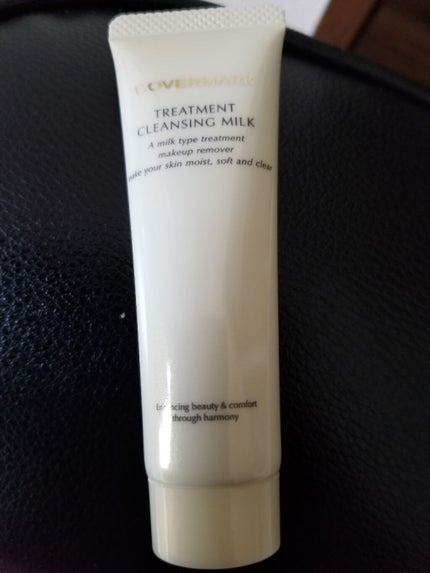 COVERMARK
TREATMENT
CLEANSING MILK
A milk type treatment
makeup remover
make your skin moist, soft and clear
Enhancing beauty & comfort
through harmony